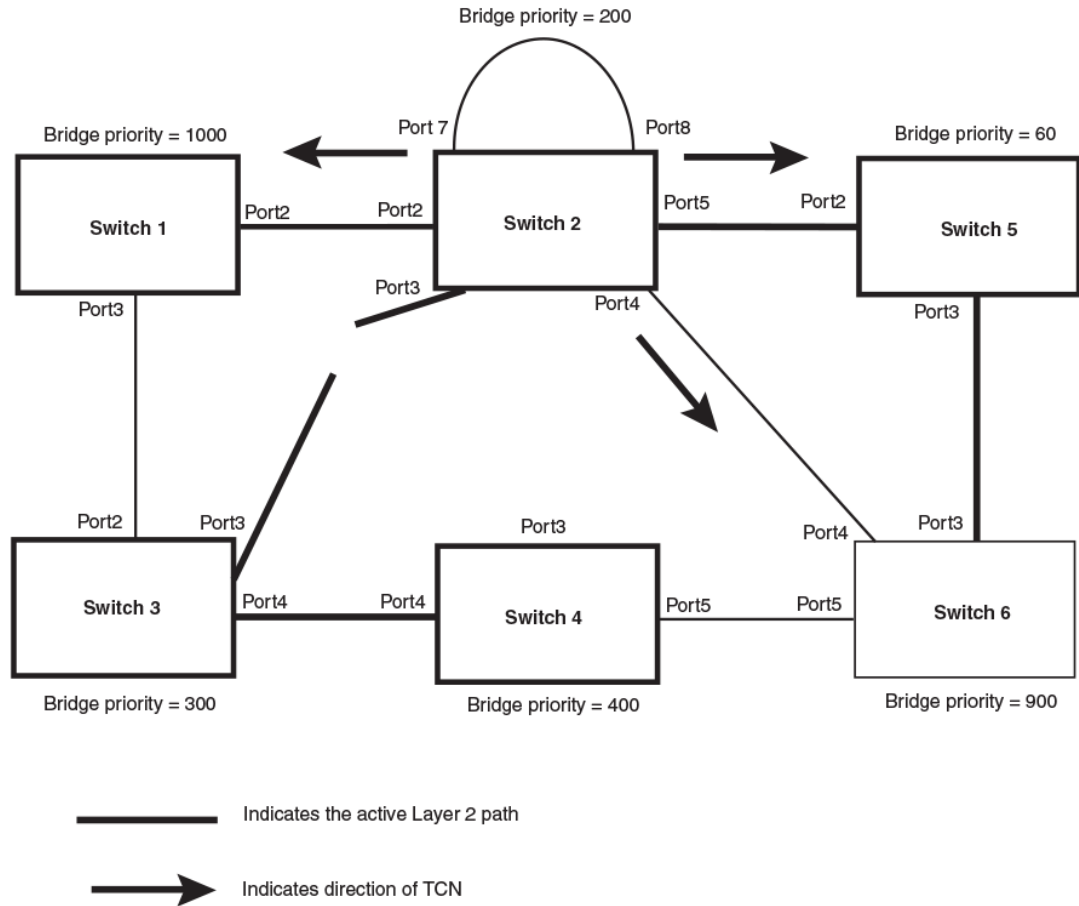 Bridge priority = 200
Port 7
Port8
Bridge priority = 1000
Bridge priority = 60
Switch 1
Port2
Port2
Switch 2
Port5
Port2
Switch 5
Port3
Port3
Port4
Port3
Port2
Port3
Port3
Port4
Port3
Switch 3
Port4
Port4
Switch 4
Port5
Port5
Switch 6
Bridge priority = 300
Bridge priority = 400
Bridge priority = 900
Indicates the active Layer 2 path
Indicates direction of TCN